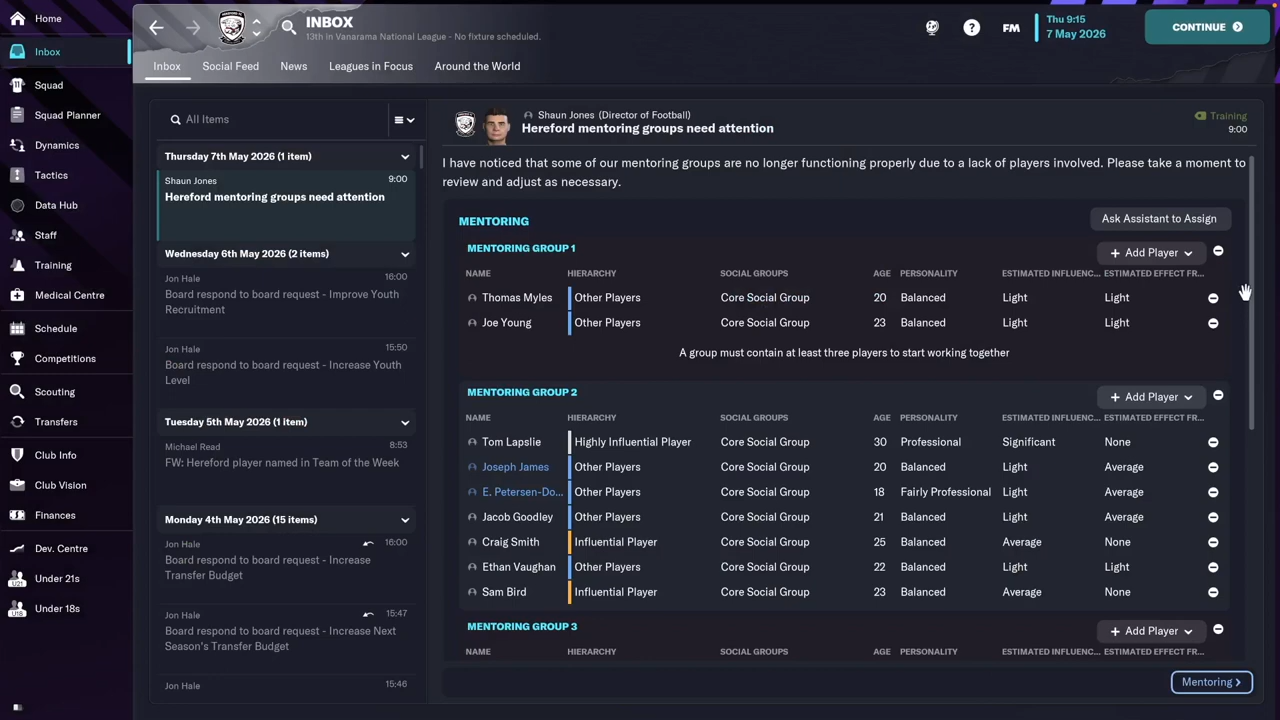 Home
Inbox
Squad
Squad Planner
Dynamics
Tactics
Data Hub
Staff
Training
Medical Centre
Schedule
Competitions
Scouting
Transfers
Club Info
Club Vision
Finances
Dev. Centre
U21
Under 21s
U18
Under 18s
INBOX
13th in Vanarama National League - No fixture scheduled.
FM
Thu 9:15
7 May 2026
CONTINUE
Inbox
Social Feed
News
Leagues in Focus
Around the World
All Items
Thursday 7th May 2026 (1 item)
Shaun Jones 9:00
Hereford mentoring groups need attention
Wednesday 6th May 2026 (2 items)
Jon Hale 16:00
Board respond to board request - Improve Youth
Recruitment
Jon Hale 15:50
Board respond to board request - Increase Youth
Level
Tuesday 5th May 2026 (1 item)
Michael Read 8:53
FW: Hereford player named in Team of the Week
Monday 4th May 2026 (15 items)
Jon Hale 16:00
Board respond to board request - Increase
Transfer Budget
Jon Hale 15:47
Board respond to board request - Increase Next
Season's Transfer Budget
Jon Hale 15:46
Shaun Jones (Director of Football)
Hereford mentoring groups need attention
Training
9:00
I have noticed that some of our mentoring groups are no longer functioning properly due to a lack of players involved. Please take a moment to
review and adjust as necessary.
MENTORING
Ask Assistant to Assign
MENTORING GROUP 1
+ Add Player
NAME HIERARCHY SOCIAL GROUPS AGE PERSONALITY ESTIMATED INFLUENC... ESTIMATED EFFECT FR...
Thomas Myles Other Players Core Social Group 20 Balanced Light Light
Joe Young Other Players Core Social Group 23 Balanced Light Light
A group must contain at least three players to start working together
MENTORING GROUP 2
+ Add Player
NAME HIERARCHY SOCIAL GROUPS AGE PERSONALITY ESTIMATED INFLUENC... ESTIMATED EFFECT FR...
Tom Lapslie Highly Influential Player Core Social Group 30 Professional Significant None
Joseph James Other Players Core Social Group 20 Balanced Light Average
E. Petersen-Do... Other Players Core Social Group 18 Fairly Professional Light Average
Jacob Goodley Other Players Core Social Group 21 Balanced Light Average
Craig Smith Influential Player Core Social Group 25 Balanced Average None
Ethan Vaughan Other Players Core Social Group 22 Balanced Light Light
Sam Bird Influential Player Core Social Group 23 Balanced Average None
MENTORING GROUP 3
+ Add Player
NAME HIERARCHY SOCIAL GROUPS AGE PERSONALITY ESTIMATED INFLUENC... ESTIMATED EFFECT FR...
Mentoring >